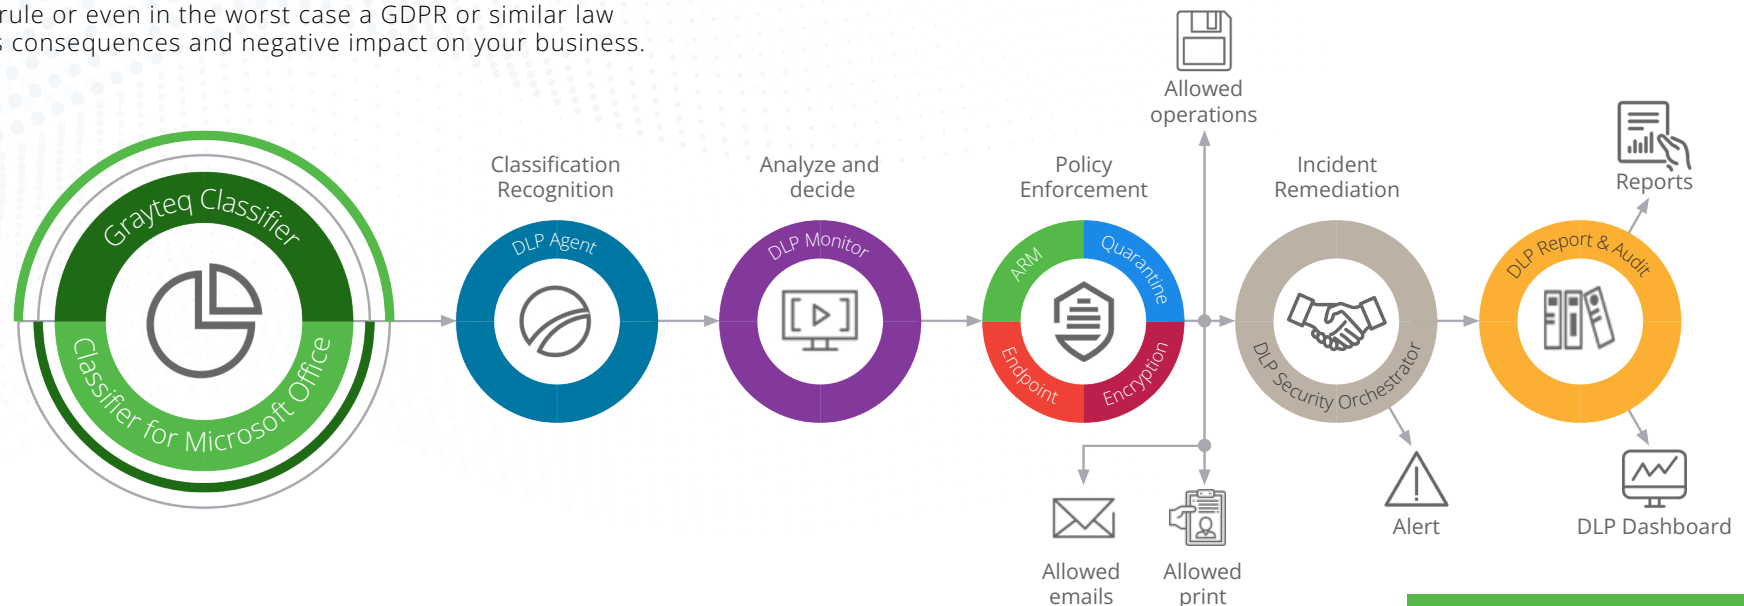 rule or even in the worst case a GDPR or similar law
s consequences and negative impact on your business.
Grayteq Classifier
Classifier for Microsoft Office
Classification
Recognition
DLP Agent
Analyze and
decide
DLP Monitor
Policy
Enforcement
ARM
Quarantine
Endpoint
Encryption
Allowed
operations
Allowed
emails
Allowed
print
Incident
Remediation
DLP Security Orchestrator
Alert
DLP Report & Audit
Reports
DLP Dashboard